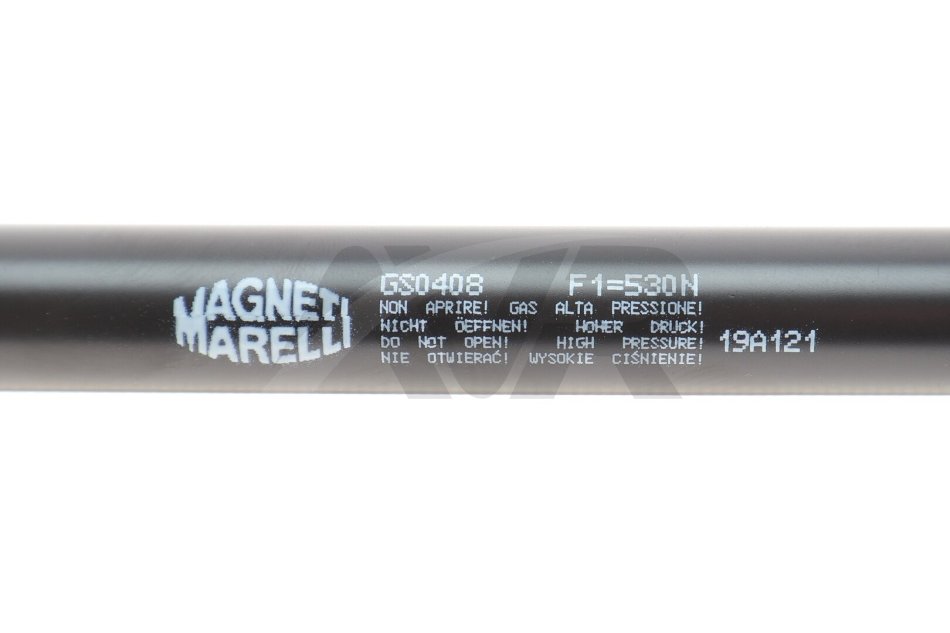 MAGNETI
MARELLI
GS0408 F1=530N
NON APRIRE! GAS ALTA PRESSIONE!
NICHT ÖEFFNEN! HOHER DRUCK!
DO NOT OPEN! HIGH PRESSURE!
NIE OTWIERAĆ! WYSOKIE CIŚNIENIE!
19A121